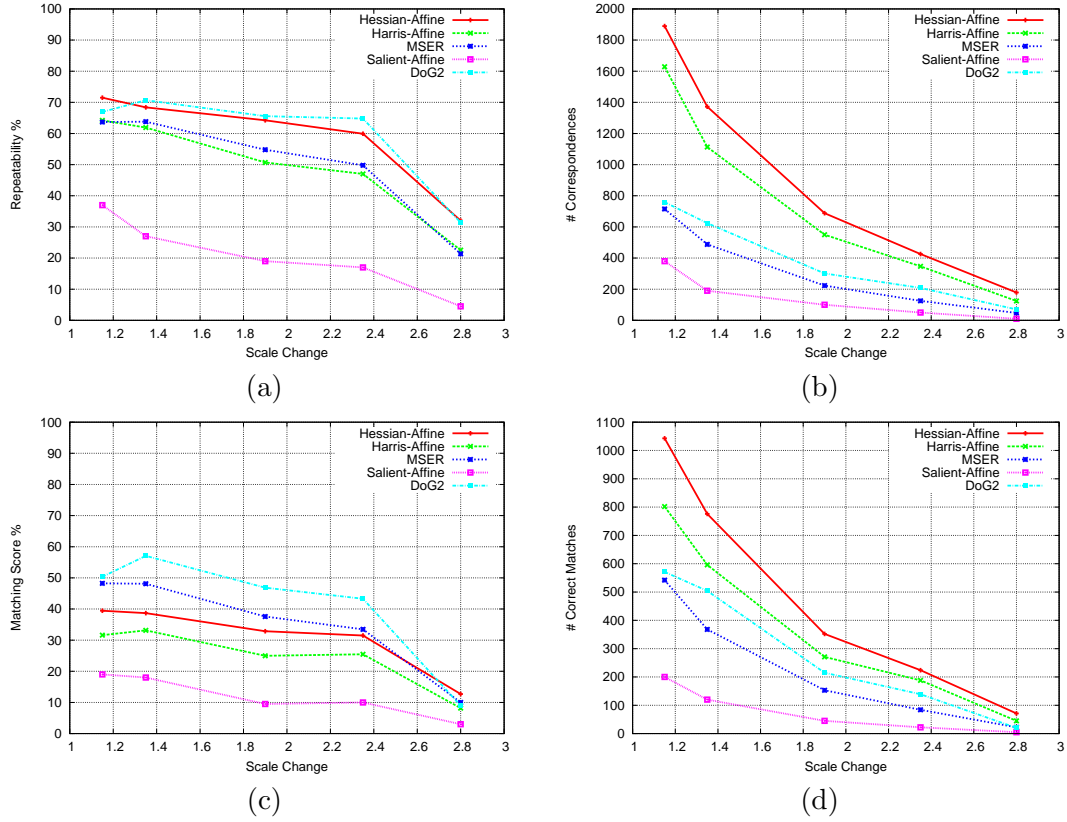 100
90
80
70
60
50
40
30
20
10
0
Repeatability %
1 1.2 1.4 1.6 1.8 2 2.2 2.4 2.6 2.8 3
Scale Change
Hessian-Affine
Harris-Affine
MSER
Salient-Affine
DoG2
(a)
2000
1800
1600
1400
1200
1000
800
600
400
200
0
# Correspondences
1 1.2 1.4 1.6 1.8 2 2.2 2.4 2.6 2.8 3
Scale Change
Hessian-Affine
Harris-Affine
MSER
Salient-Affine
DoG2
(b)
100
90
80
70
60
50
40
30
20
10
0
Matching Score %
1 1.2 1.4 1.6 1.8 2 2.2 2.4 2.6 2.8 3
Scale Change
Hessian-Affine
Harris-Affine
MSER
Salient-Affine
DoG2
(c)
1100
1000
900
800
700
600
500
400
300
200
100
0
# Correct Matches
1 1.2 1.4 1.6 1.8 2 2.2 2.4 2.6 2.8 3
Scale Change
Hessian-Affine
Harris-Affine
MSER
Salient-Affine
DoG2
(d)